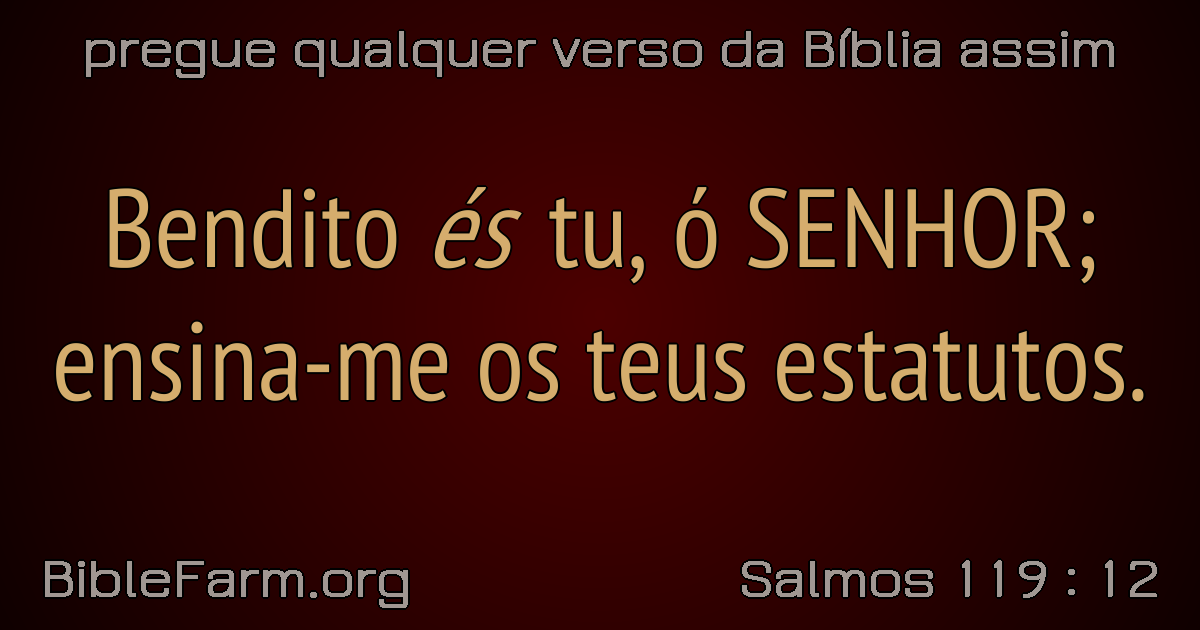 pregue qualquer verso da Bíblia assim
Bendito és tu, ó SENHOR;
ensina-me os teus estatutos.
BibleFarm.org
Salmos 119 : 12